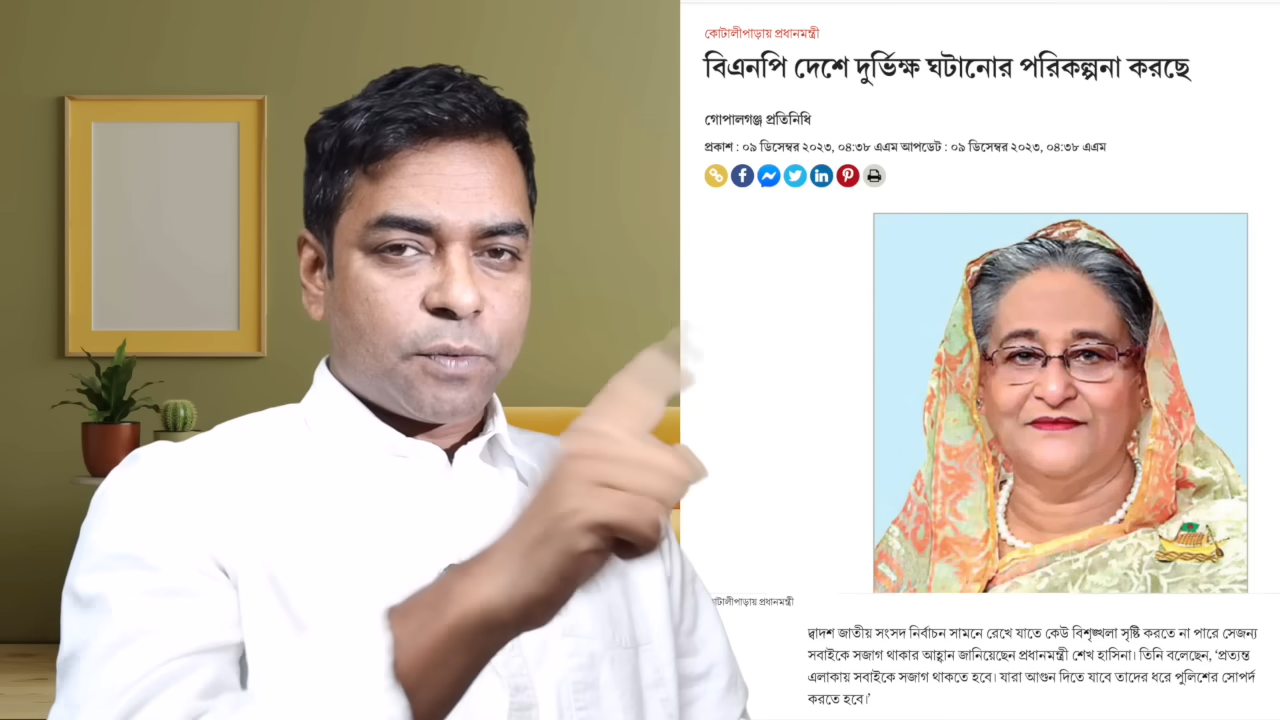 কোটালীপাড়ায় প্রধানমন্ত্রী
বিএনপি দেশে দুর্ভিক্ষ ঘটানোর পরিকল্পনা করছে
গোপালগঞ্জ প্রতিনিধি
প্রকাশ : ০৯ ডিসেম্বর ২০২৩, ০৪:৩৮ এএম আপডেট : ০৯ ডিসেম্বর ২০২৩, ০৪:৩৮ এএম
প্রধানমন্ত্রী
দ্বাদশ জাতীয় সংসদ নির্বাচন সামনে রেখে যাতে কেউ বিশৃঙ্খলা সৃষ্টি করতে না পারে সেজন্য
সবাইকে সজাগ থাকার আহ্বান জানিয়েছেন প্রধানমন্ত্রী শেখ হাসিনা। তিনি বলেছেন, ‘প্রত্যন্ত
এলাকায় সবাইকে সজাগ থাকতে হবে। যারা আগুন দিতে যাবে তাদের ধরে পুলিশের সোপর্দ
করতে হবে।’